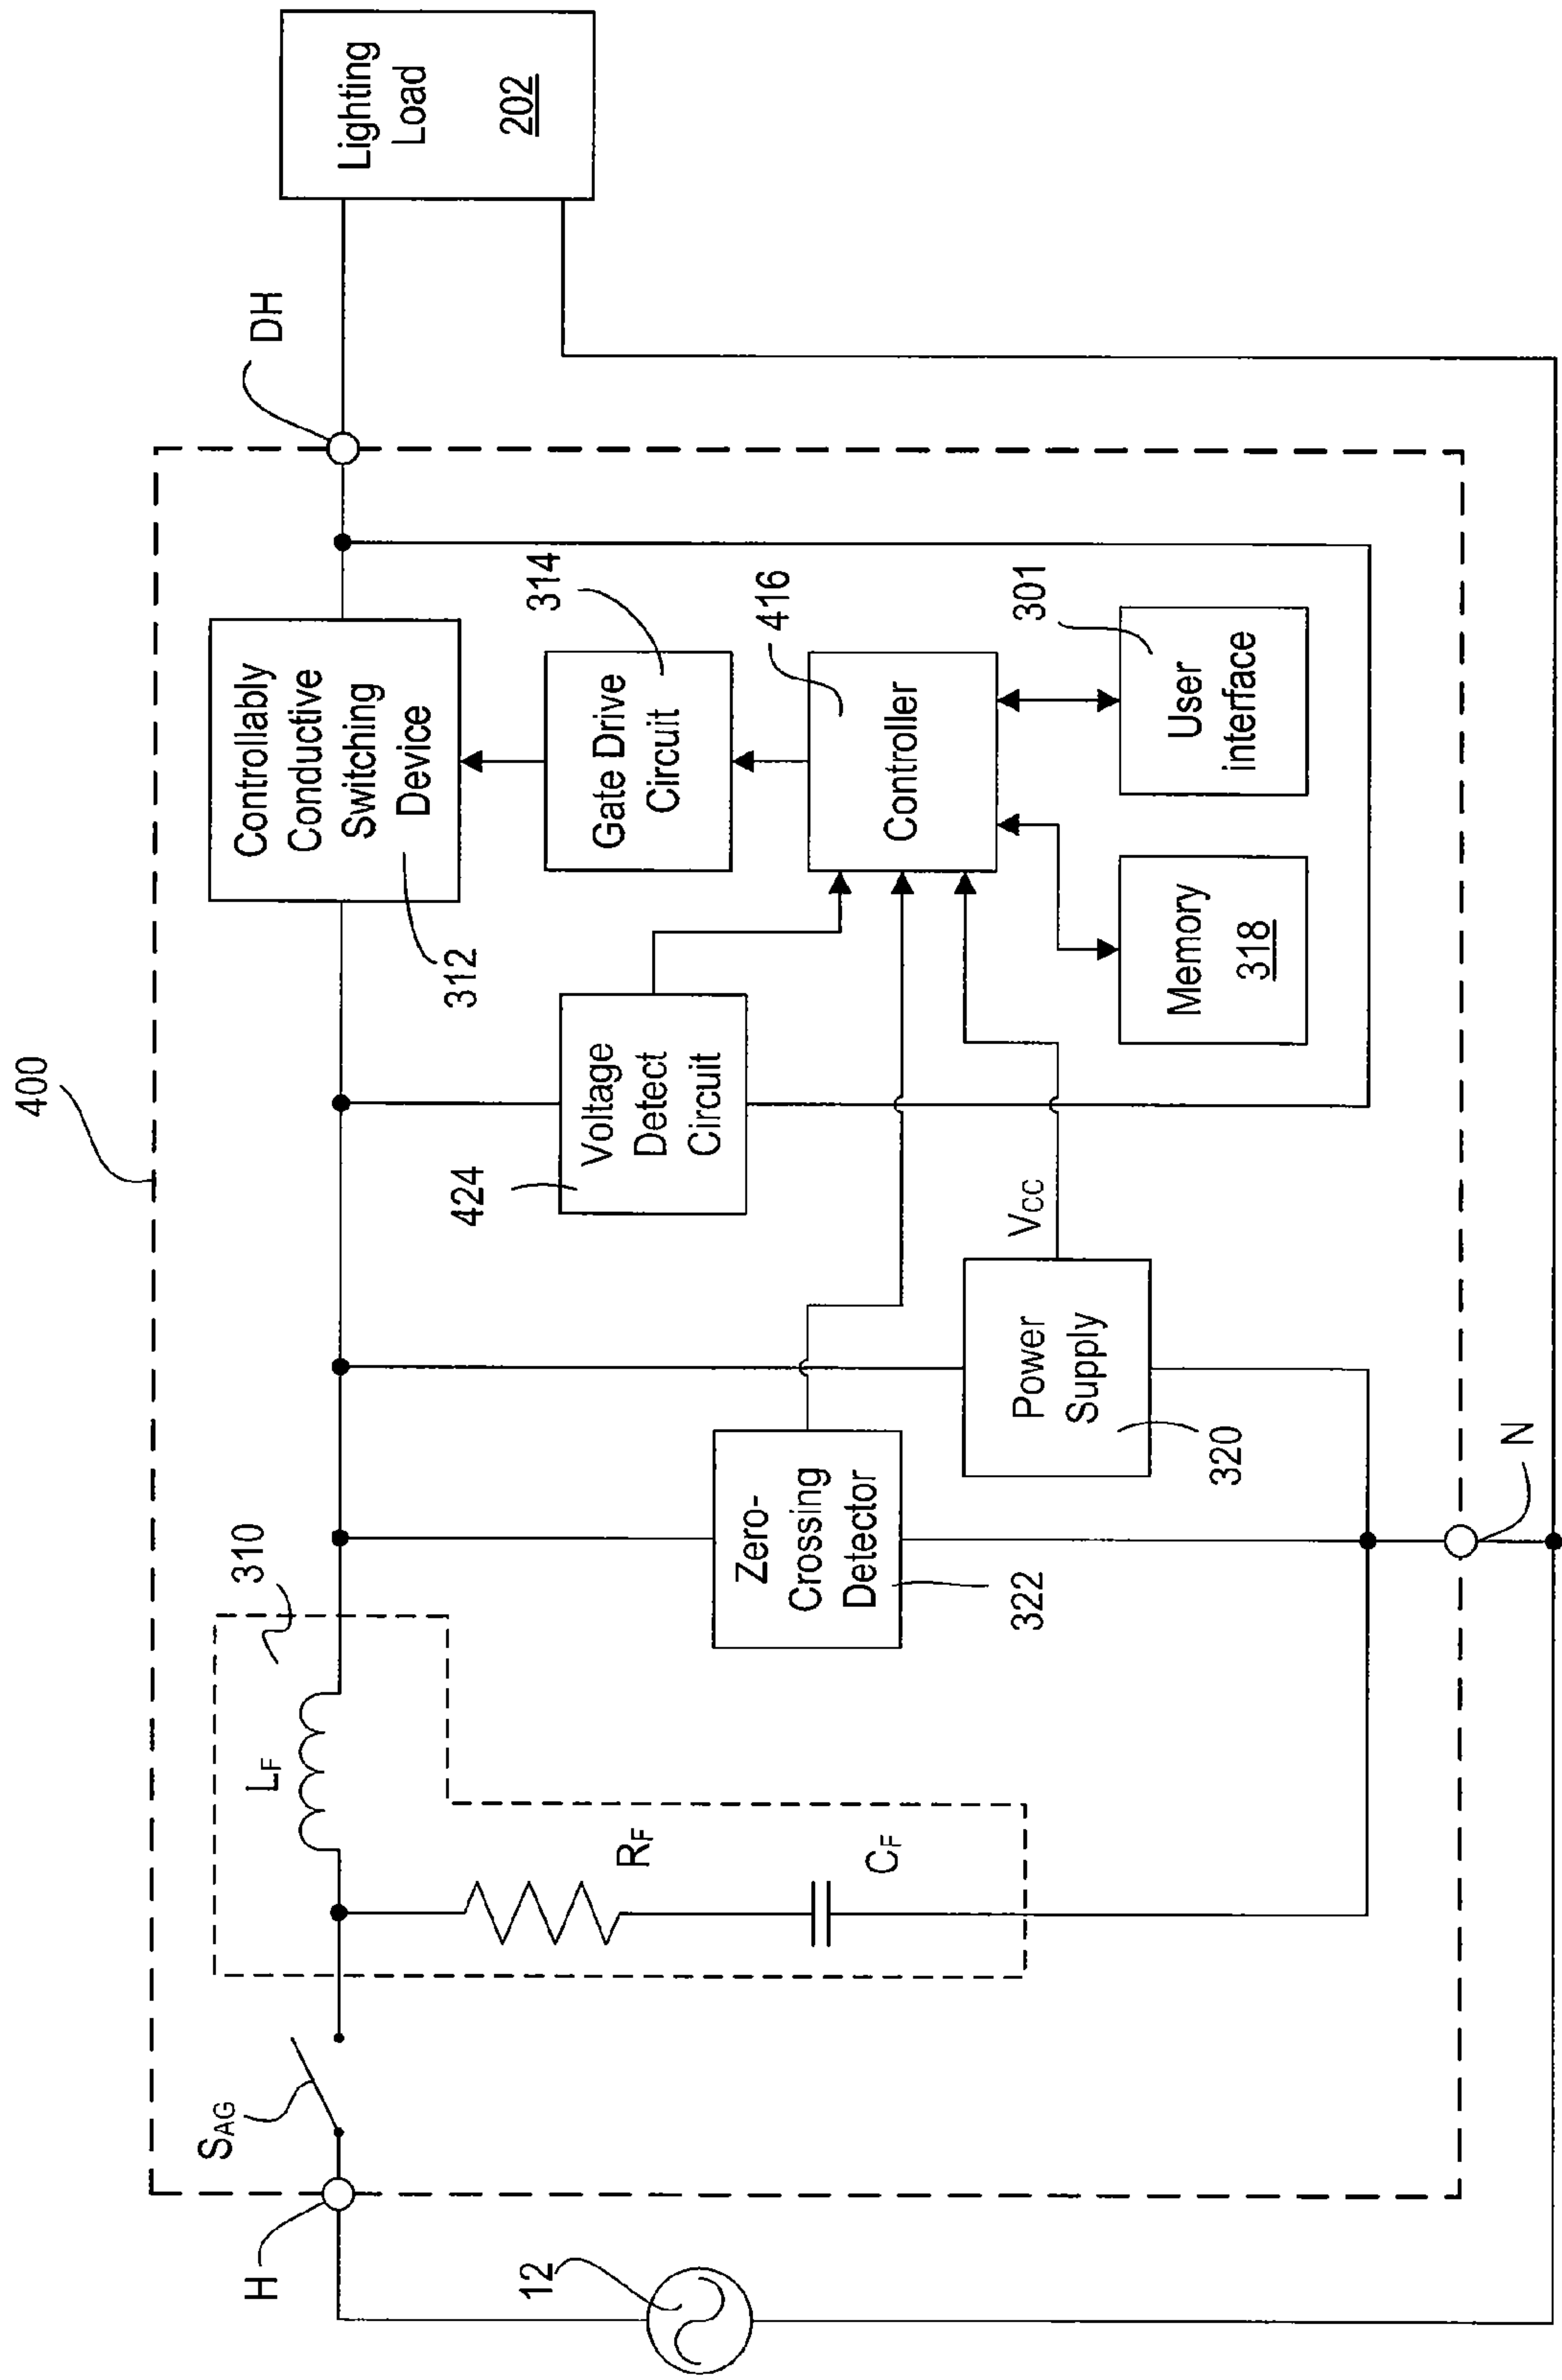 400
H
12
SAG
LF
310
RF
CF
Zero-
Crossing
Detector
322
Power
Supply
320
VCC
N
424
Voltage
Detect
Circuit
Controllably
Conductive
Switching
Device
312
Gate Drive
Circuit
314
Controller
416
Memory
318
User
interface
301
DH
Lighting
Load
202